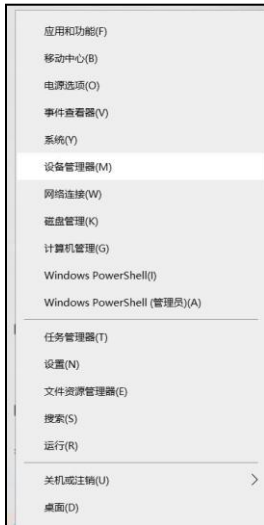 应用和功能(F)
移动中心(B)
电源选项(O)
事件查看器(V)
系统(Y)
设备管理器(M)
网络连接(W)
磁盘管理(K)
计算机管理(G)
Windows PowerShell(I)
Windows PowerShell (管理员)(A)
任务管理器(T)
设置(N)
文件资源管理器(E)
搜索(S)
运行(R)
关机或注销(U)
桌面(D)